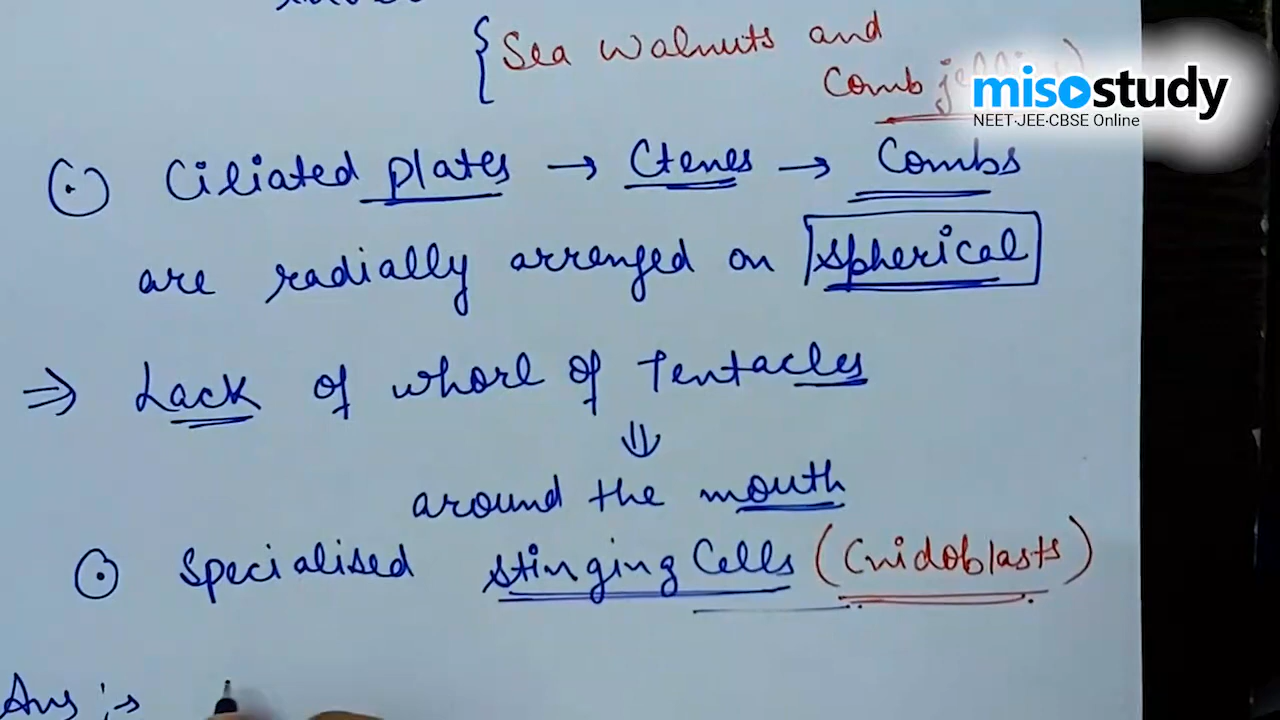 {Sea walnuts and
Comb
misostudy
NEET·JEE·CBSE Online
Ciliated plates → Ctenes → Combs
are radially arranged on spherical
⇒ Lack of whorl of Tentacles
⇓
around the mouth
Specialised stinging Cells (Cnidoblasts)
Ans :→